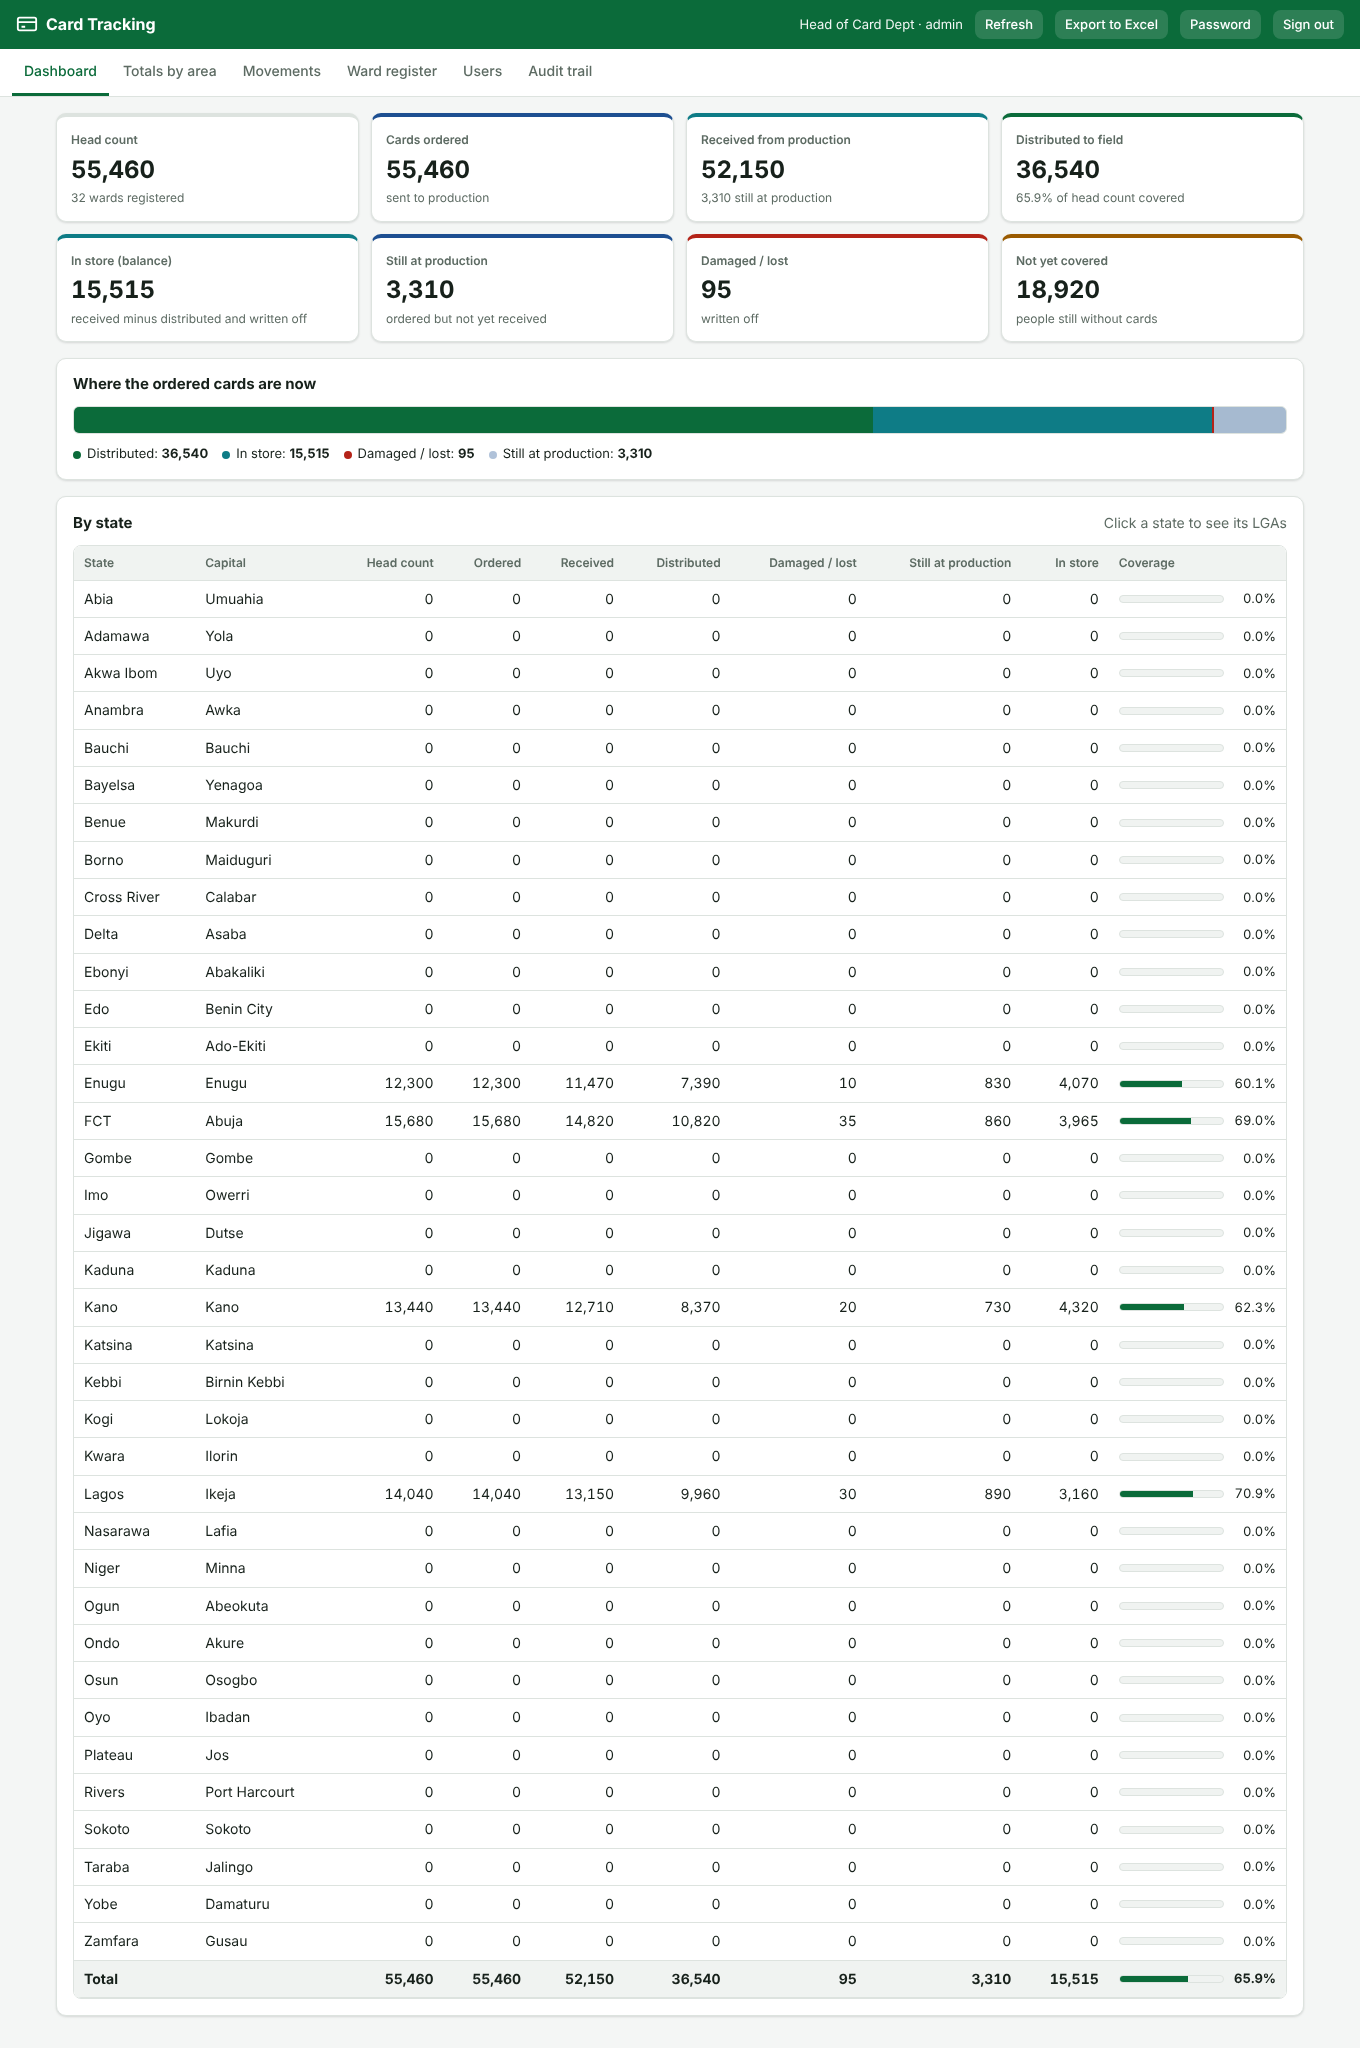 Card Tracking
Head of Card Dept · admin Refresh Export to Excel Password Sign out
Dashboard Totals by area Movements Ward register Users Audit trail
Head count
55,460
32 wards registered
Cards ordered
55,460
sent to production
Received from production
52,150
3,310 still at production
Distributed to field
36,540
65.9% of head count covered
In store (balance)
15,515
received minus distributed and written off
Still at production
3,310
ordered but not yet received
Damaged / lost
95
written off
Not yet covered
18,920
people still without cards
Where the ordered cards are now
Distributed: 36,540 In store: 15,515 Damaged / lost: 95 Still at production: 3,310
By state Click a state to see its LGAs
State Capital Head count Ordered Received Distributed Damaged / lost Still at production In store Coverage
Abia Umuahia 0 0 0 0 0 0 0 0.0%
Adamawa Yola 0 0 0 0 0 0 0 0.0%
Akwa Ibom Uyo 0 0 0 0 0 0 0 0.0%
Anambra Awka 0 0 0 0 0 0 0 0.0%
Bauchi Bauchi 0 0 0 0 0 0 0 0.0%
Bayelsa Yenagoa 0 0 0 0 0 0 0 0.0%
Benue Makurdi 0 0 0 0 0 0 0 0.0%
Borno Maiduguri 0 0 0 0 0 0 0 0.0%
Cross River Calabar 0 0 0 0 0 0 0 0.0%
Delta Asaba 0 0 0 0 0 0 0 0.0%
Ebonyi Abakaliki 0 0 0 0 0 0 0 0.0%
Edo Benin City 0 0 0 0 0 0 0 0.0%
Ekiti Ado-Ekiti 0 0 0 0 0 0 0 0.0%
Enugu Enugu 12,300 12,300 11,470 7,390 10 830 4,070 60.1%
FCT Abuja 15,680 15,680 14,820 10,820 35 860 3,965 69.0%
Gombe Gombe 0 0 0 0 0 0 0 0.0%
Imo Owerri 0 0 0 0 0 0 0 0.0%
Jigawa Dutse 0 0 0 0 0 0 0 0.0%
Kaduna Kaduna 0 0 0 0 0 0 0 0.0%
Kano Kano 13,440 13,440 12,710 8,370 20 730 4,320 62.3%
Katsina Katsina 0 0 0 0 0 0 0 0.0%
Kebbi Birnin Kebbi 0 0 0 0 0 0 0 0.0%
Kogi Lokoja 0 0 0 0 0 0 0 0.0%
Kwara Ilorin 0 0 0 0 0 0 0 0.0%
Lagos Ikeja 14,040 14,040 13,150 9,960 30 890 3,160 70.9%
Nasarawa Lafia 0 0 0 0 0 0 0 0.0%
Niger Minna 0 0 0 0 0 0 0 0.0%
Ogun Abeokuta 0 0 0 0 0 0 0 0.0%
Ondo Akure 0 0 0 0 0 0 0 0.0%
Osun Osogbo 0 0 0 0 0 0 0 0.0%
Oyo Ibadan 0 0 0 0 0 0 0 0.0%
Plateau Jos 0 0 0 0 0 0 0 0.0%
Rivers Port Harcourt 0 0 0 0 0 0 0 0.0%
Sokoto Sokoto 0 0 0 0 0 0 0 0.0%
Taraba Jalingo 0 0 0 0 0 0 0 0.0%
Yobe Damaturu 0 0 0 0 0 0 0 0.0%
Zamfara Gusau 0 0 0 0 0 0 0 0.0%
Total 55,460 55,460 52,150 36,540 95 3,310 15,515 65.9%